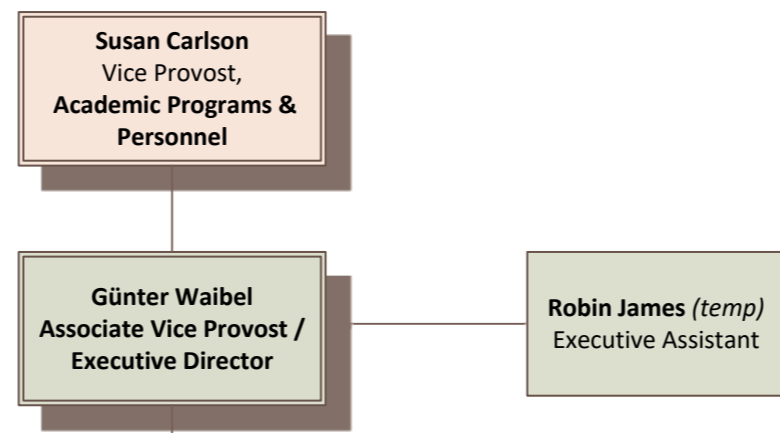 Susan Carlson
Vice Provost,
Academic Programs &
Personnel
Günter Waibel
Associate Vice Provost /
Executive Director
Robin James (temp)
Executive Assistant